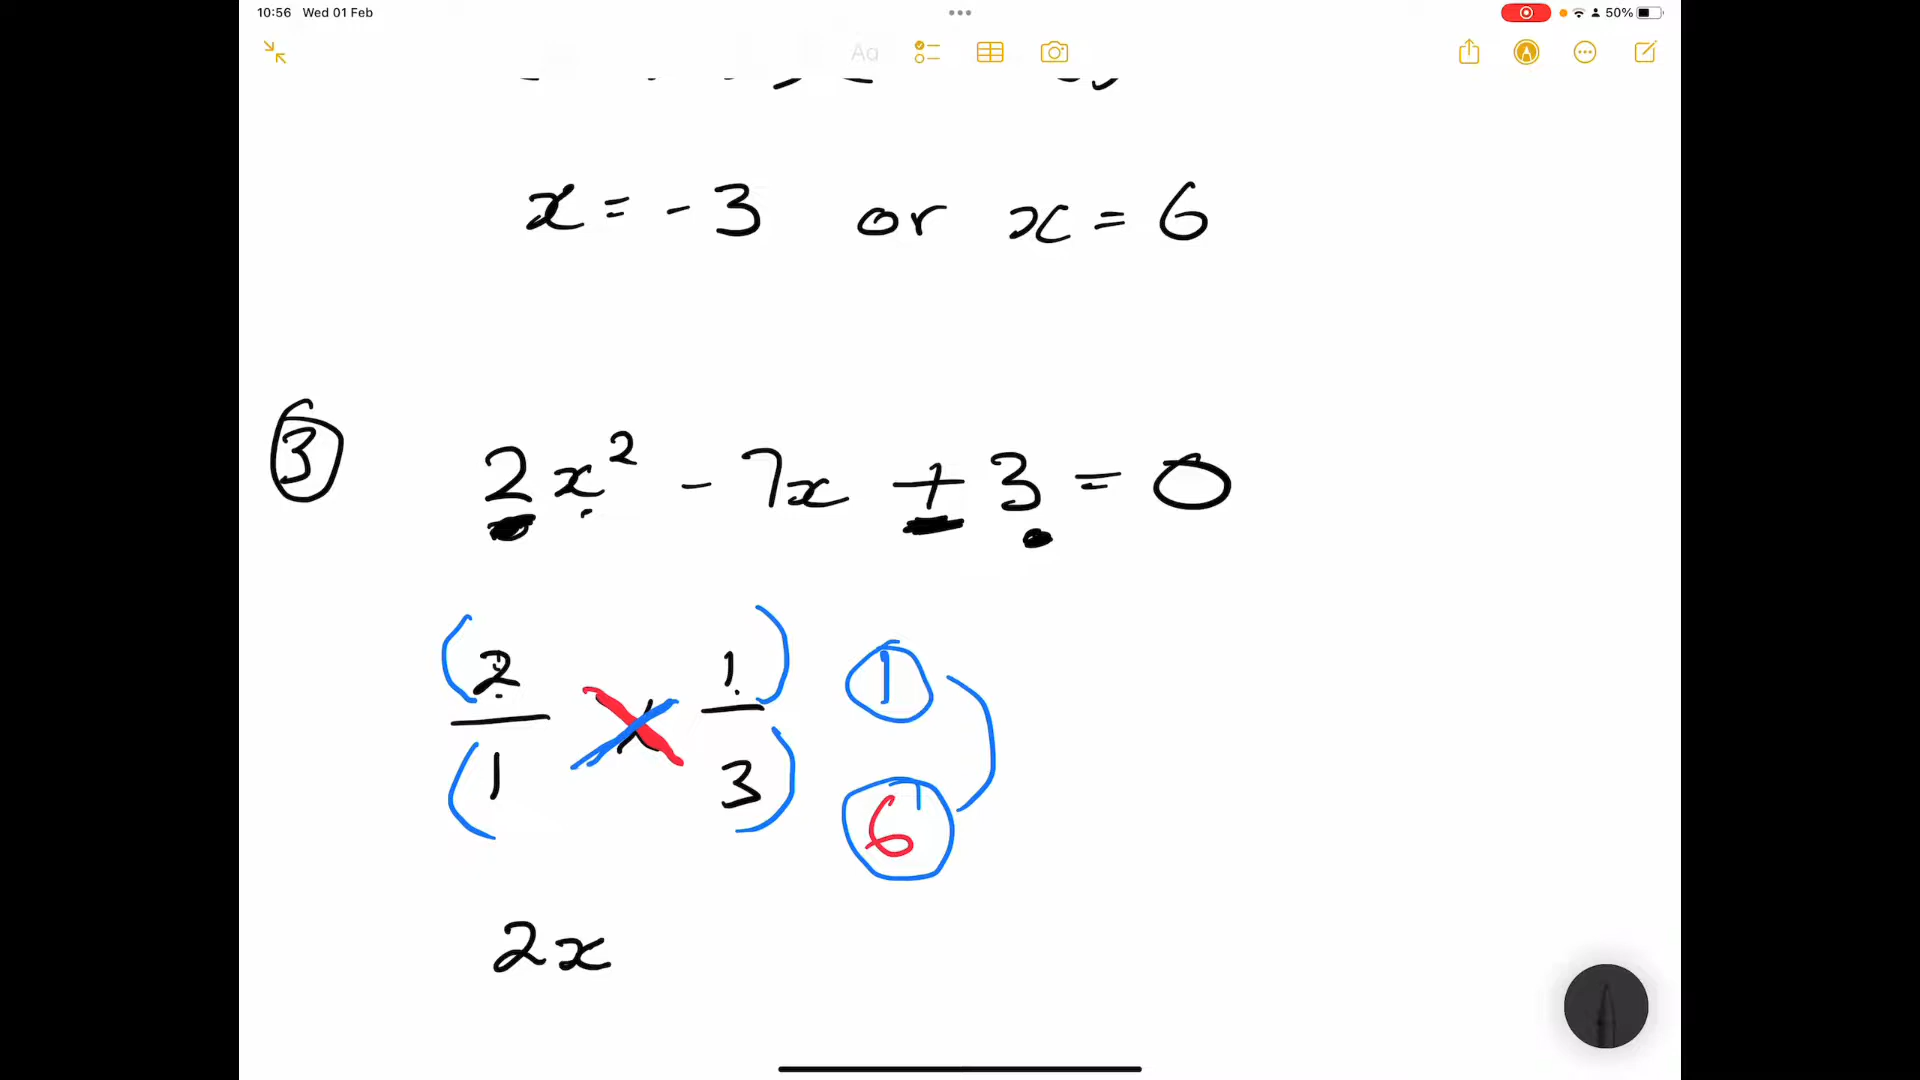 10:56 Wed 01 Feb 50%
Aa
x = -3 or x = 6
3 2x² - 7x + 3 = 0
2 1 1
1 3 6
2x